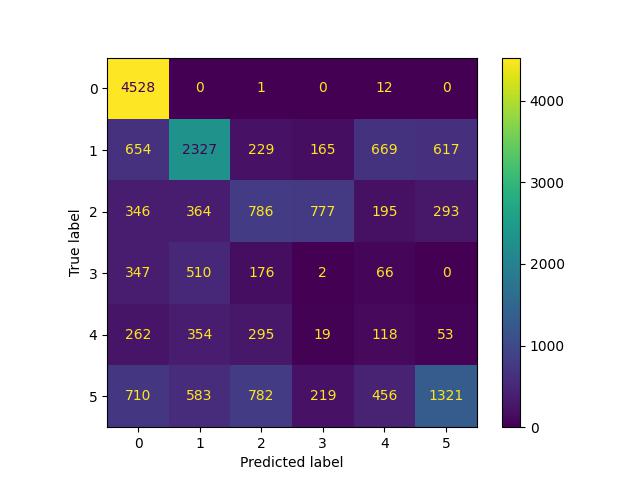 0 4528 0 1 0 12 0
1 654 2327 229 165 669 617
2 346 364 786 777 195 293
3 347 510 176 2 66 0
4 262 354 295 19 118 53
5 710 583 782 219 456 1321
0 1 2 3 4 5
Predicted label
True label
4000
3000
2000
1000
0